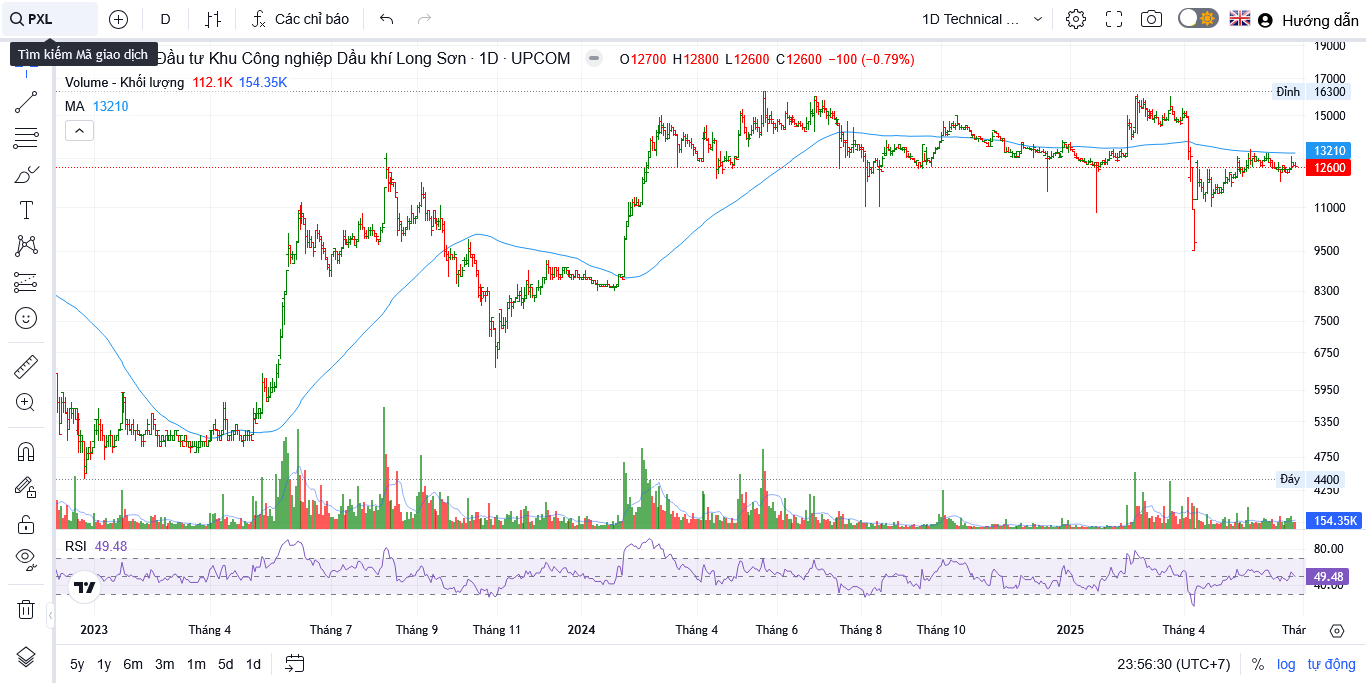 PXL
D
Các chỉ báo
1D Technical ...
Hướng dẫn
Tìm kiếm Mã giao dịch
Đầu tư Khu Công nghiệp Dầu khí Long Sơn · 1D · UPCOM
O12700 H12800 L12600 C12600 −100 (−0.79%)
Volume - Khối lượng 112.1K 154.35K
MA 13210
19000
17000
Đỉnh 16300
15000
13210
12600
11000
9500
8300
7500
6750
5950
5350
4750
Đáy 4400
4250
154.35K
RSI 49.48
80.00
49.48
40.00
2023 Tháng 4 Tháng 7 Tháng 9 Tháng 11 2024 Tháng 4 Tháng 6 Tháng 8 Tháng 10 2025 Tháng 4 Thár
5y 1y 6m 3m 1m 5d 1d
23:56:30 (UTC+7) % log tự động